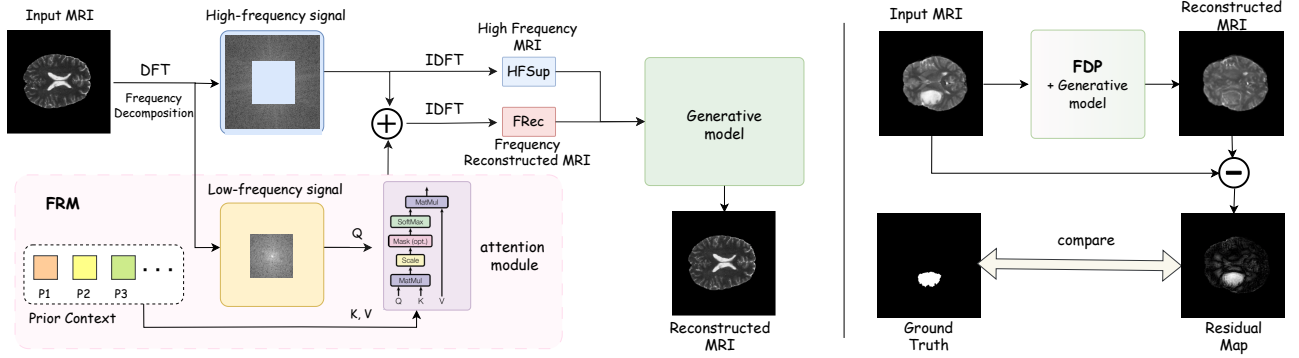 Input MRI
High-frequency signal
DFT
Frequency
Decomposition
IDFT
High Frequency
MRI
HFSup
IDFT
FRec
Frequency
Reconstructed MRI
Generative
model
Reconstructed
MRI
FRM
Low-frequency signal
Q
P1 P2 P3
Prior Context
K, V
MatMul
SoftMax
Mask (opt.)
Scale
MatMul
Q K V
attention
module
Input MRI
FDP
+ Generative
model
Reconstructed
MRI
compare
Ground
Truth
Residual
Map